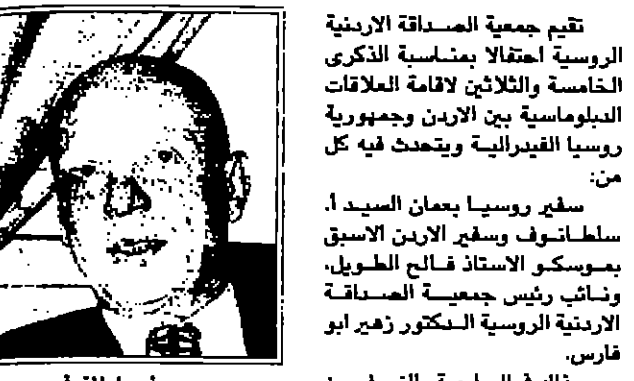 تقيم جمعية الصداقة الاردنية
الروسية احتفالا بمناسبة الذكرى
الخامسة والثلاثين لاقامة العلاقات
الدبلوماسية بين الاردن وجمهورية
روسيا الفيدرالية ويتحدث فيه كل
من:
سفير روسيا بعمان السيد أ.
سلطانوف وسفير الاردن الاسبق
بموسكو الاستاذ فالح الطويل،
ونائب رئيس جمعية الصداقة
الاردنية الروسية الدكتور زهير ابو
فارس.